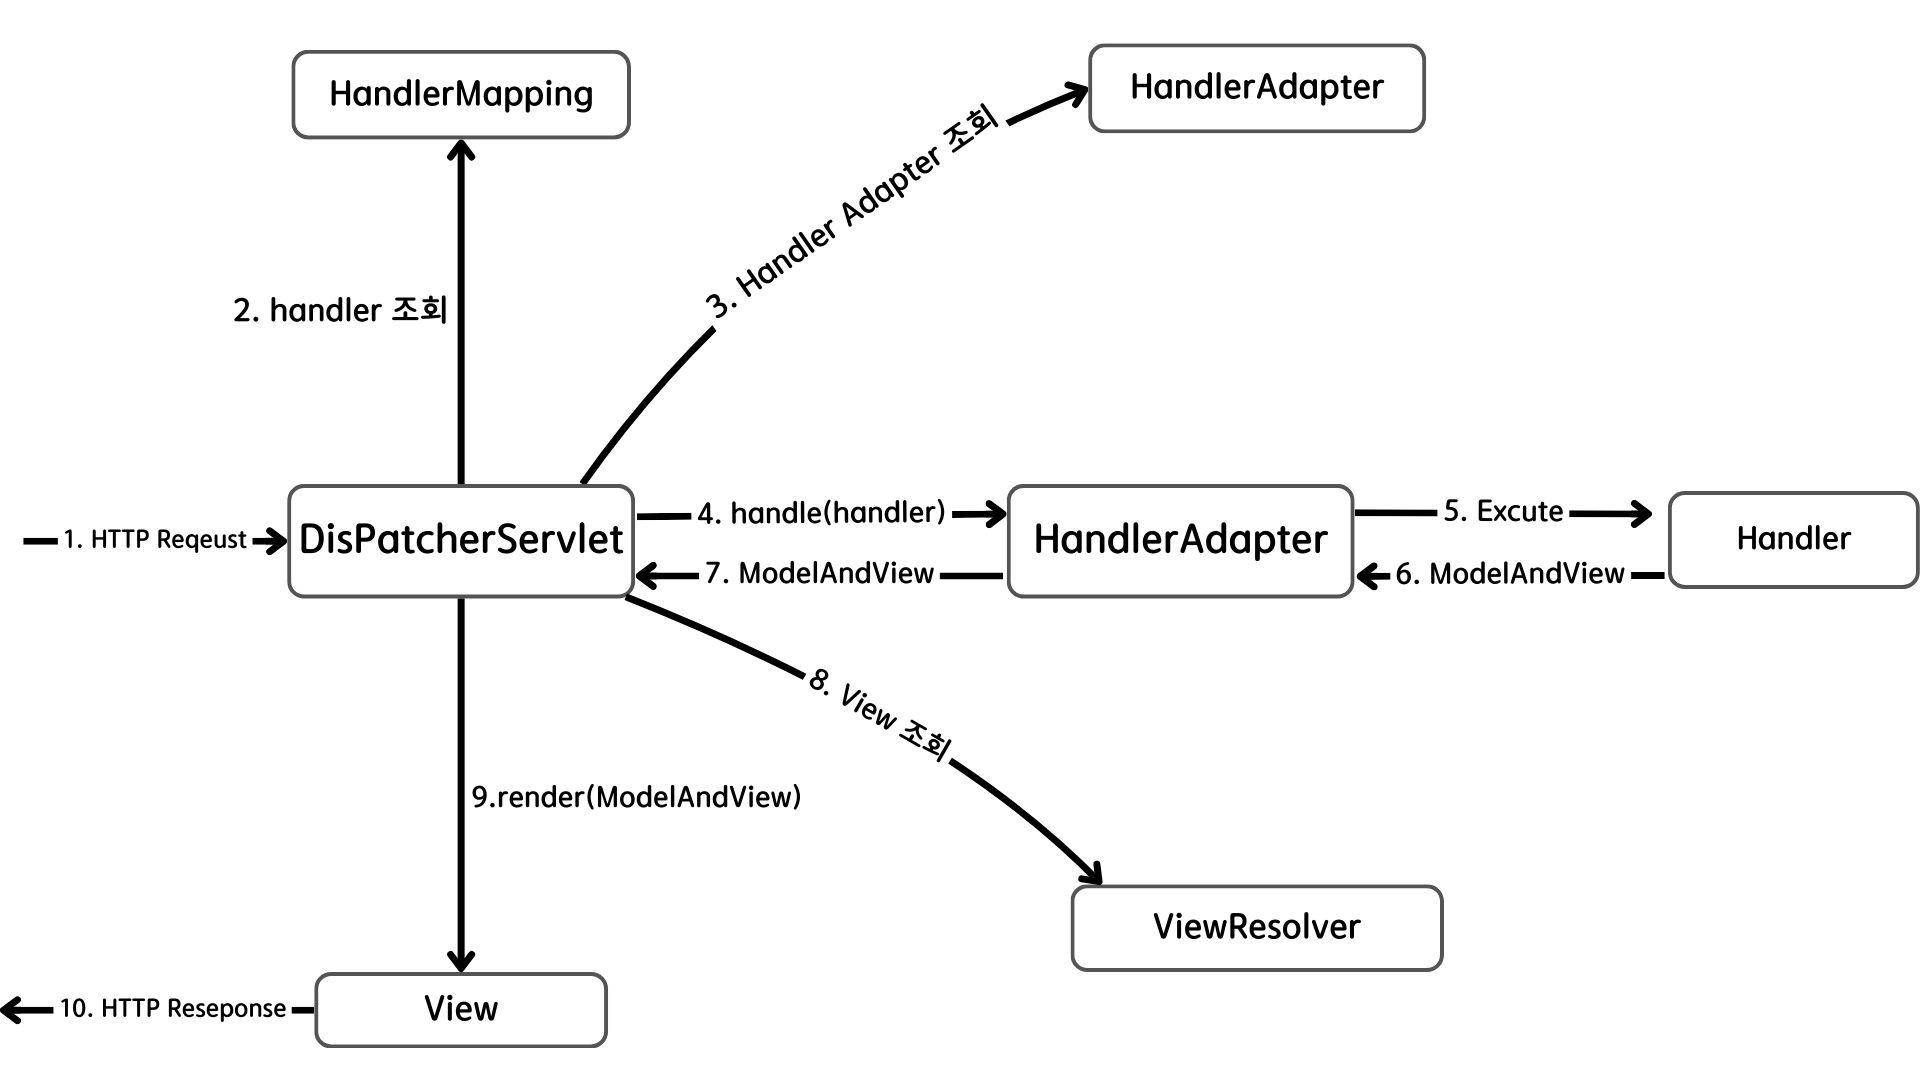 HandlerMapping
HandlerAdapter
3. Handler Adapter 조회
2. handler 조회
1. HTTP Reqeust
DisPatcherServlet
4. handle(handler)
7. ModelAndView
HandlerAdapter
5. Excute
6. ModelAndView
Handler
8. View 조회
9.render(ModelAndView)
ViewResolver
10. HTTP Reseponse
View